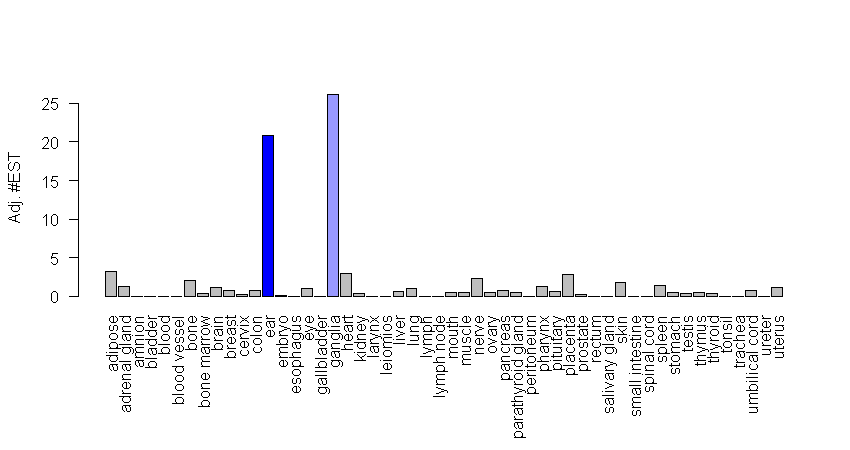 Adj. #EST
25
20
15
10
5
0
adipose
adrenal gland
amnion
bladder
blood
blood vessel
bone
bone marrow
brain
breast
cervix
colon
ear
embryo
esophagus
eye
gallbladder
ganglia
heart
kidney
larynx
leiomios
liver
lung
lymph
lymph node
mouth
muscle
nerve
ovary
pancreas
parathyroid gland
peritoneum
pharynx
pituitary
placenta
prostate
rectum
salivary gland
skin
small intestine
spinal cord
spleen
stomach
testis
thymus
thyroid
tonsil
trachea
umbilical cord
ureter
uterus